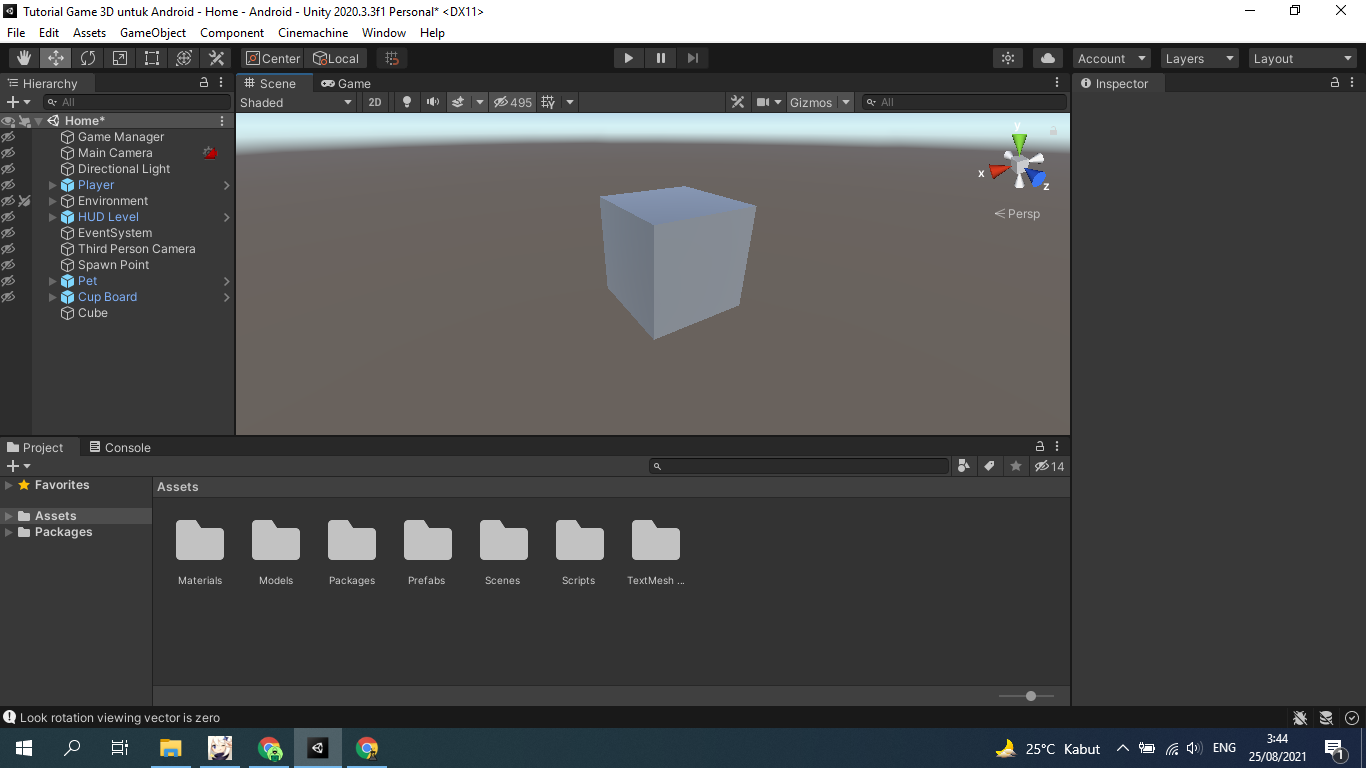 Tutorial Game 3D untuk Android - Home - Android - Unity 2020.3.3f1 Personal* <DX11>
File Edit Assets GameObject Component Cinemachine Window Help
Center Local Account Layers Layout
Hierarchy
All
Home*
Game Manager
Main Camera
Directional Light
Player
Environment
HUD Level
EventSystem
Third Person Camera
Spawn Point
Pet
Cup Board
Cube
Scene Game
Shaded 2D 495 Gizmos All
y
x
z
Persp
Inspector
Project Console
14
Favorites
Assets
Packages
Assets
Materials Models Packages Prefabs Scenes Scripts TextMesh ...
Look rotation viewing vector is zero
25°C Kabut ENG 3:44
25/08/2021
1